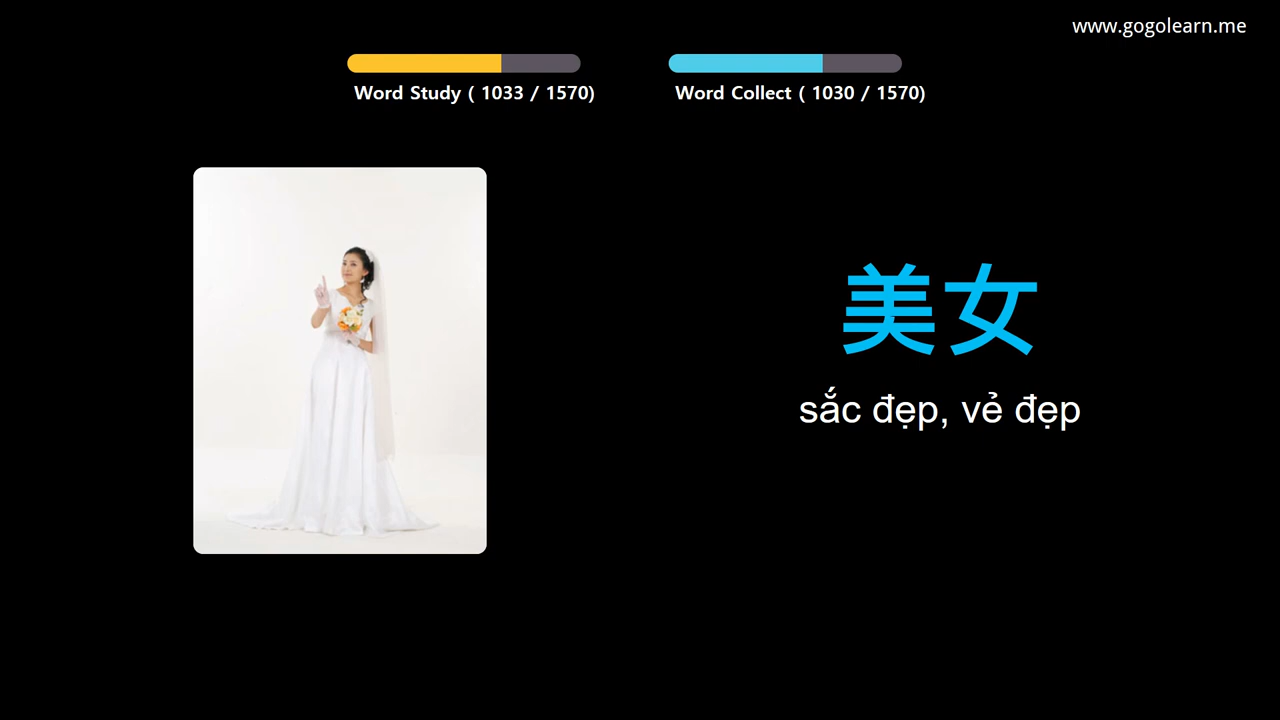 www.gogolearn.me
Word Study ( 1033 / 1570)
Word Collect ( 1030 / 1570)
美女
sắc đẹp, vẻ đẹp